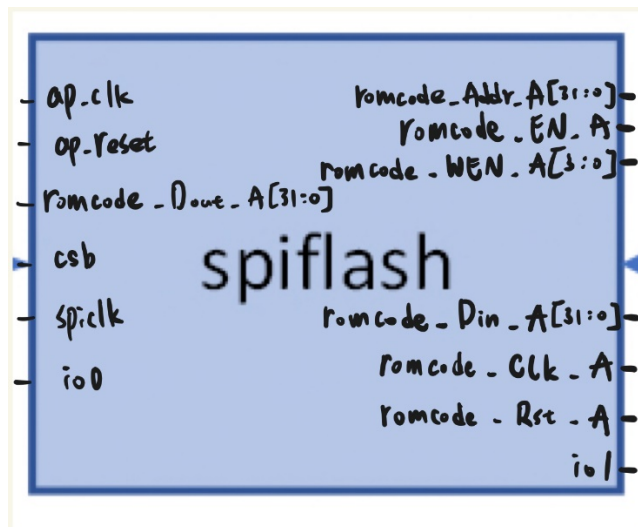 ap_clk
romcode_Addr_A[31:0]
romcode_EN_A
ap_reset
romcode_WEN_A[3:0]
romcode_Dout_A[31:0]
csb
spiflash
spiclk
romcode_Din_A[31:0]
io0
romcode_Clk_A
romcode_Rst_A
io1